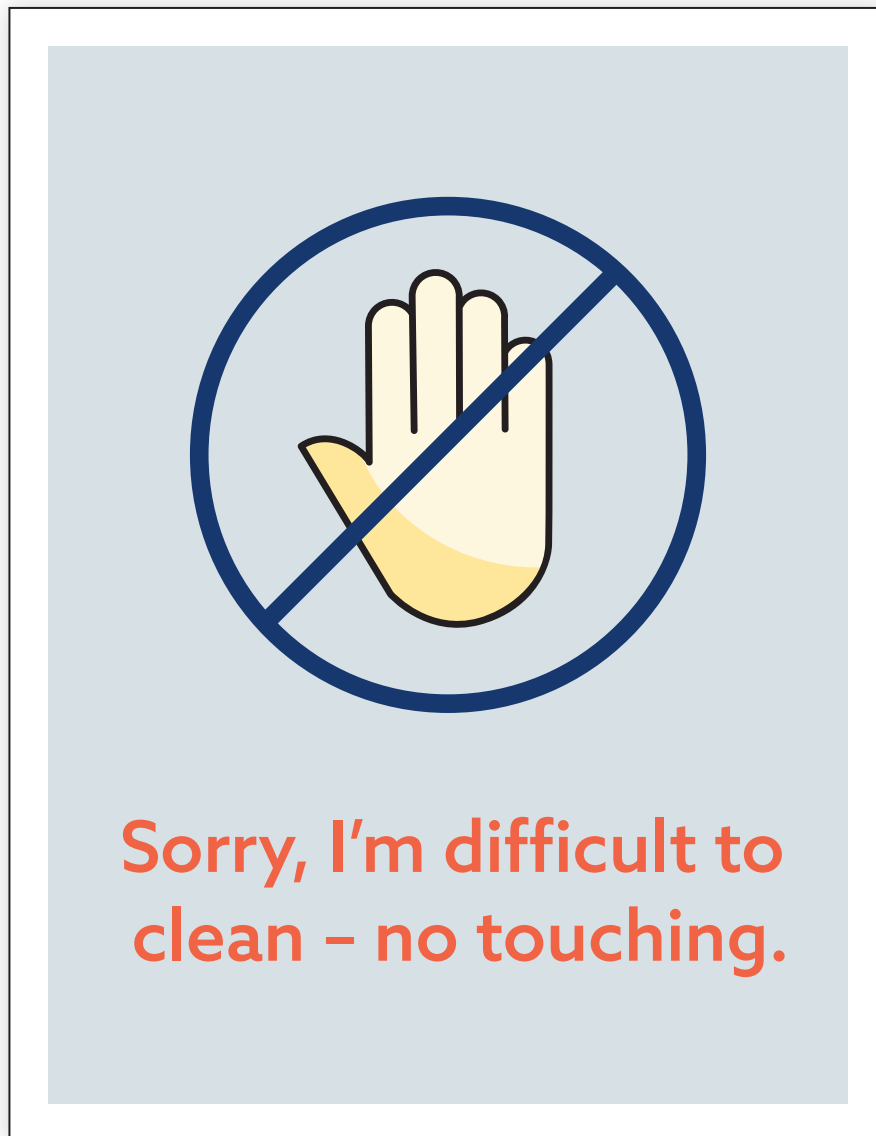 Sorry, I’m difficult to
clean – no touching.